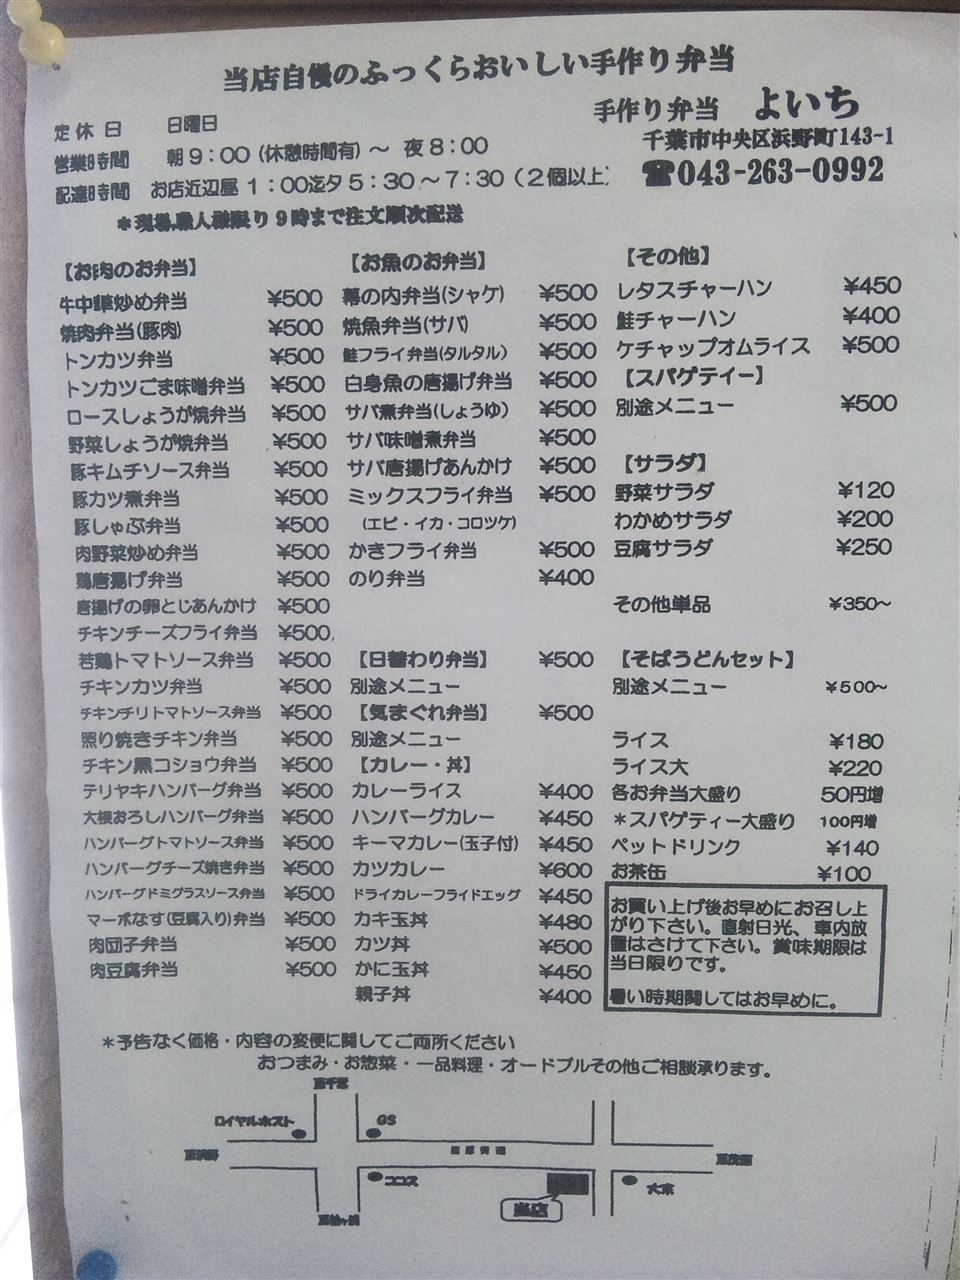 当店自慢のふっくらおいしい手作り弁当
手作り弁当 よいち
定休日 日曜日
千葉市中央区浜野町143-1
営業時間 朝9:00(休憩時間有)~ 夜8:00
☎043-263-0992
配達時間 お店近辺昼1:00迄夕5:30~7:30(2個以上)
*現場、職人様限り9時まで注文順次配送
【お肉のお弁当】
牛中華炒め弁当 ¥500
焼肉弁当(豚肉) ¥500
トンカツ弁当 ¥500
トンカツごま味噌弁当 ¥500
ロースしょうが焼弁当 ¥500
野菜しょうが焼弁当 ¥500
豚キムチソース弁当 ¥500
豚カツ煮弁当 ¥500
豚しゃぶ弁当 ¥500
肉野菜炒め弁当 ¥500
鶏唐揚げ弁当 ¥500
唐揚げの卵とじあんかけ ¥500
チキンチーズフライ弁当 ¥500
若鶏トマトソース弁当 ¥500
チキンカツ弁当 ¥500
チキンチリトマトソース弁当 ¥500
照り焼きチキン弁当 ¥500
チキン黒コショウ弁当 ¥500
テリヤキハンバーグ弁当 ¥500
大根おろしハンバーグ弁当 ¥500
ハンバーグトマトソース弁当 ¥500
ハンバーグチーズ焼き弁当 ¥500
ハンバーグドミグラスソース弁当 ¥500
マーボなす(豆腐入り)弁当 ¥500
肉団子弁当 ¥500
肉豆腐弁当 ¥500
【お魚のお弁当】
幕の内弁当(シャケ) ¥500
焼魚弁当(サバ) ¥500
鮭フライ弁当(タルタル) ¥500
白身魚の唐揚げ弁当 ¥500
サバ煮弁当(しょうゆ) ¥500
サバ味噌煮弁当 ¥500
サバ唐揚げあんかけ ¥500
ミックスフライ弁当 ¥500
(エビ・イカ・コロツケ)
かきフライ弁当 ¥500
のり弁当 ¥400
【日替わり弁当】 ¥500
別途メニュー
【気まぐれ弁当】 ¥500
別途メニュー
【カレー・丼】
カレーライス ¥400
ハンバーグカレー ¥450
キーマカレー(玉子付) ¥450
カツカレー ¥600
ドライカレーフライドエッグ ¥450
カキ玉丼 ¥480
カツ丼 ¥500
かに玉丼 ¥450
親子丼 ¥400
【その他】
レタスチャーハン ¥450
鮭チャーハン ¥400
ケチャップオムライス ¥500
【スパゲテイー】
別途メニュー ¥500
【サラダ】
野菜サラダ ¥120
わかめサラダ ¥200
豆腐サラダ ¥250
その他単品 ¥350~
【そばうどんセット】
別途メニュー ¥500~
ライス ¥180
ライス大 ¥220
各お弁当大盛り 50円増
*スパゲティー大盛り 100円増
ペットドリンク ¥140
お茶缶 ¥100
お買い上げ後お早めにお召し上
がり下さい。直射日光、車内放
置はさけて下さい。賞味期限は
当日限りです。
暑い時期関してはお早めに。
*予告なく価格・内容の変更に関してご了承ください
おつまみ・お惣菜・一品料理・オードブルその他ご相談承ります。
至千葉
ロイヤルホスト
GS
ココス
当店